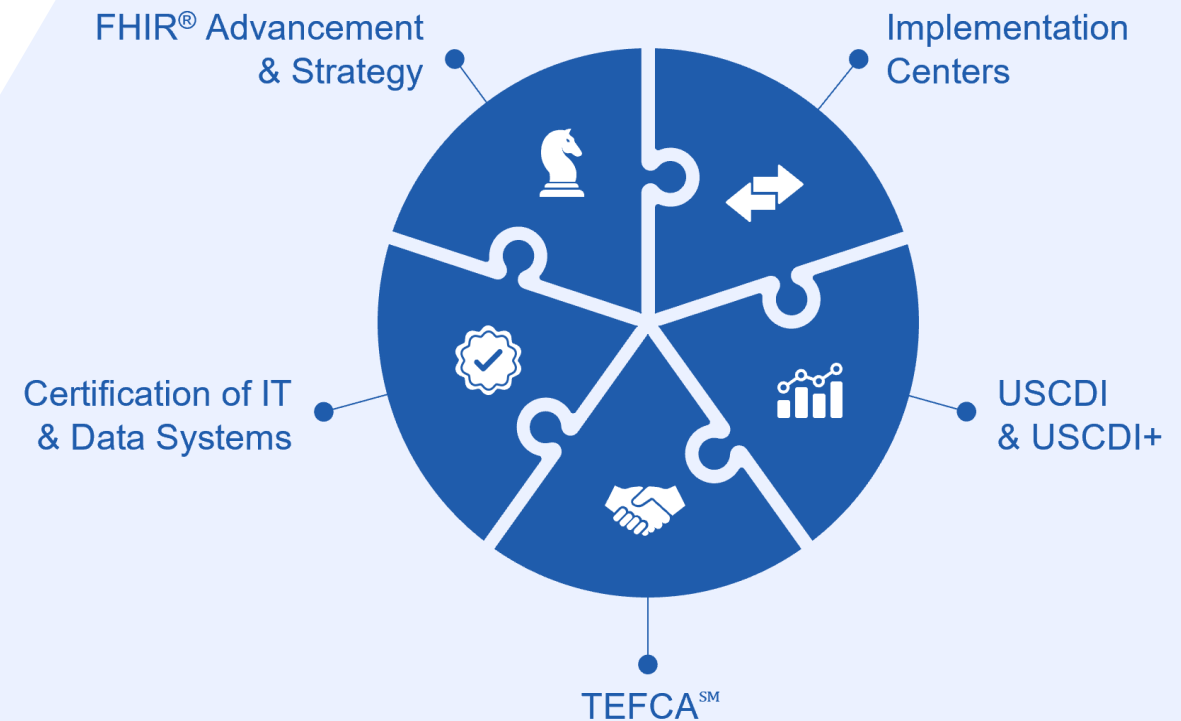 FHIR® Advancement
& Strategy
Implementation
Centers
Certification of IT
& Data Systems
USCDI
& USCDI+
TEFCA℠